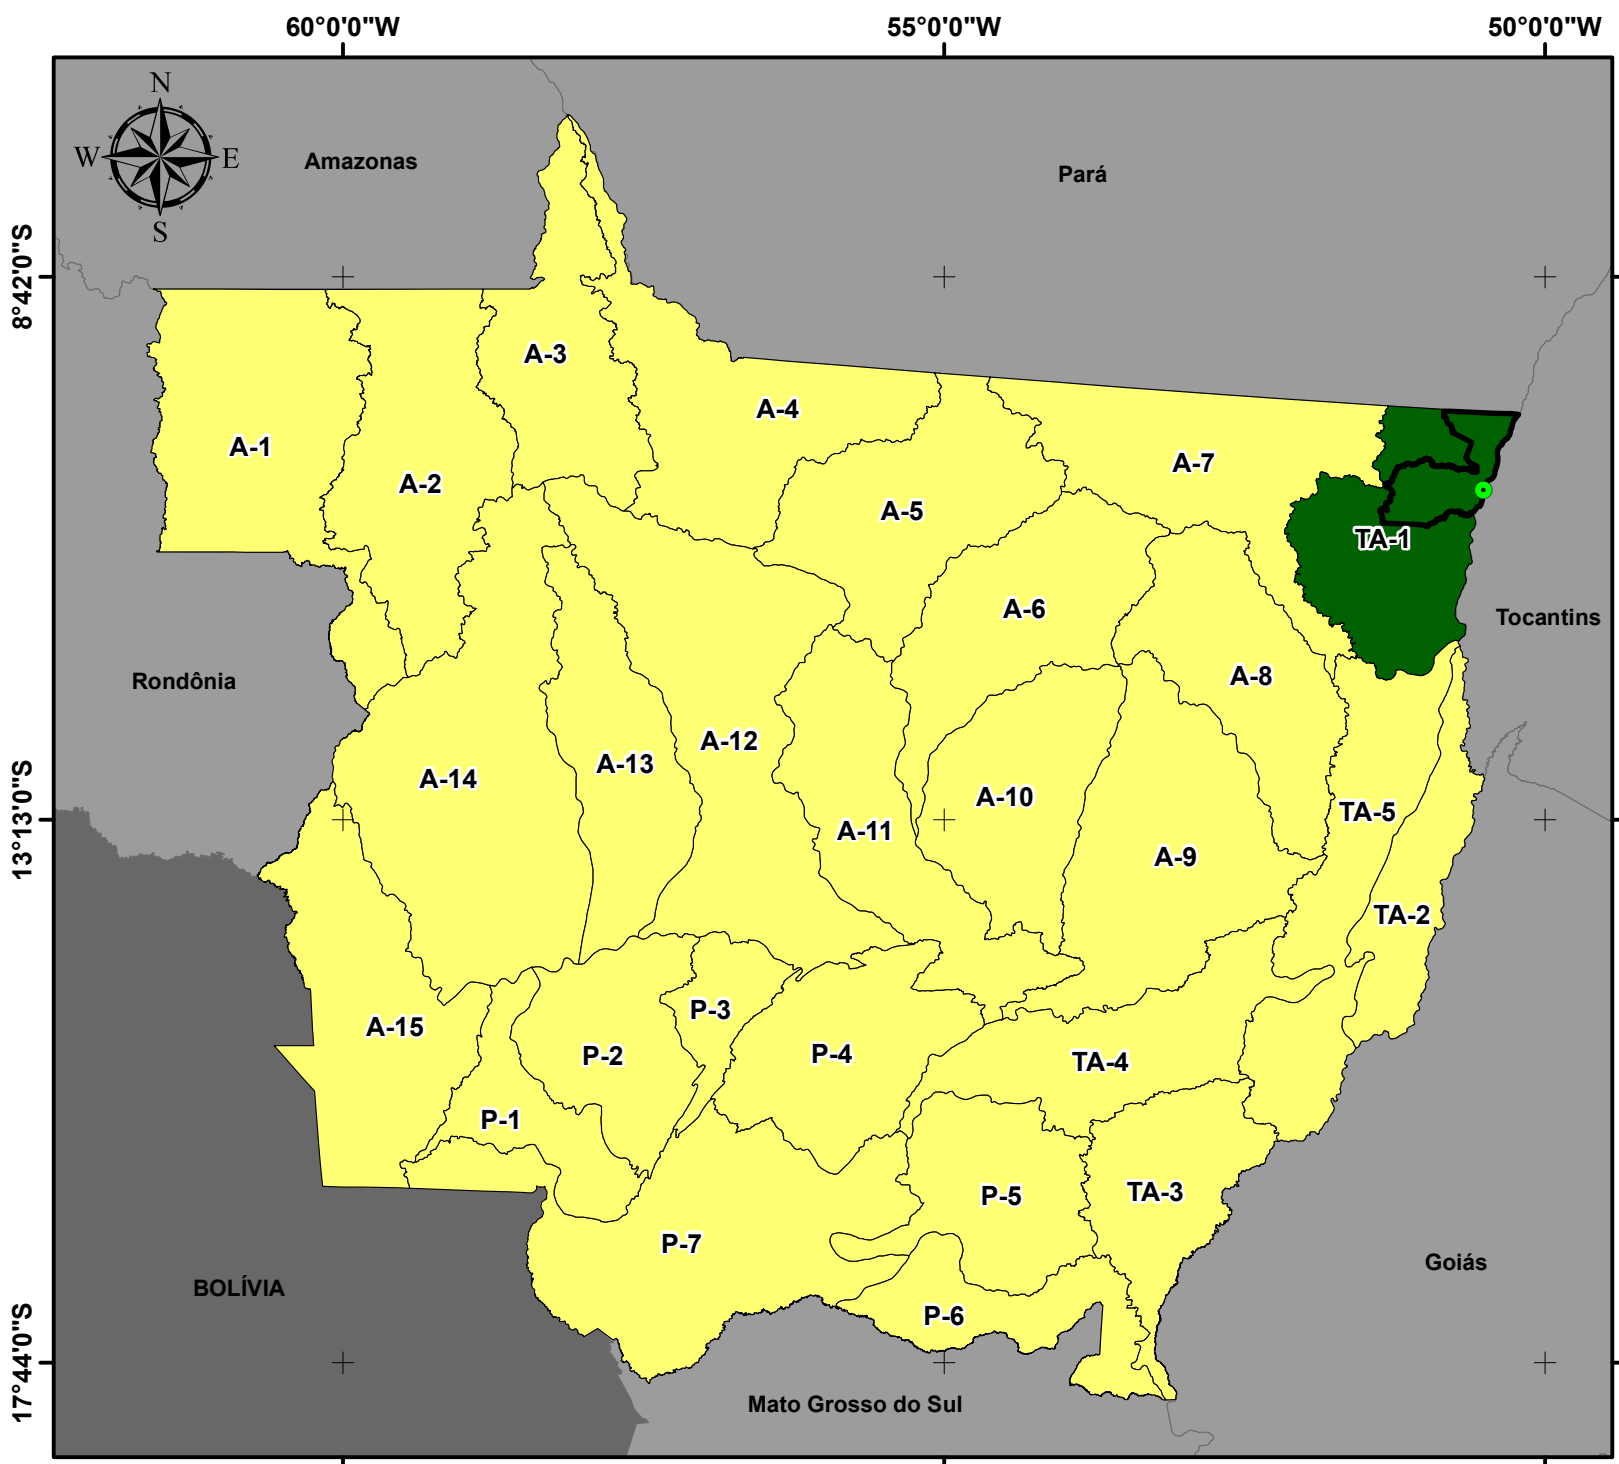 60°0'0"W 55°0'0"W 50°0'0"W
N
W E
S
Amazonas
Pará
8°42'0"S
A-3
A-4
A-1
A-7
A-2
A-5
TA-1
A-6
Tocantins
Rondônia
A-8
A-12
A-13
A-14
A-10
TA-5
A-11
13°13'0"S
A-9
TA-2
P-3
A-15
P-4
P-2
TA-4
P-1
TA-3
P-5
P-7
Goiás
BOLÍVIA
P-6
17°44'0"S
Mato Grosso do Sul